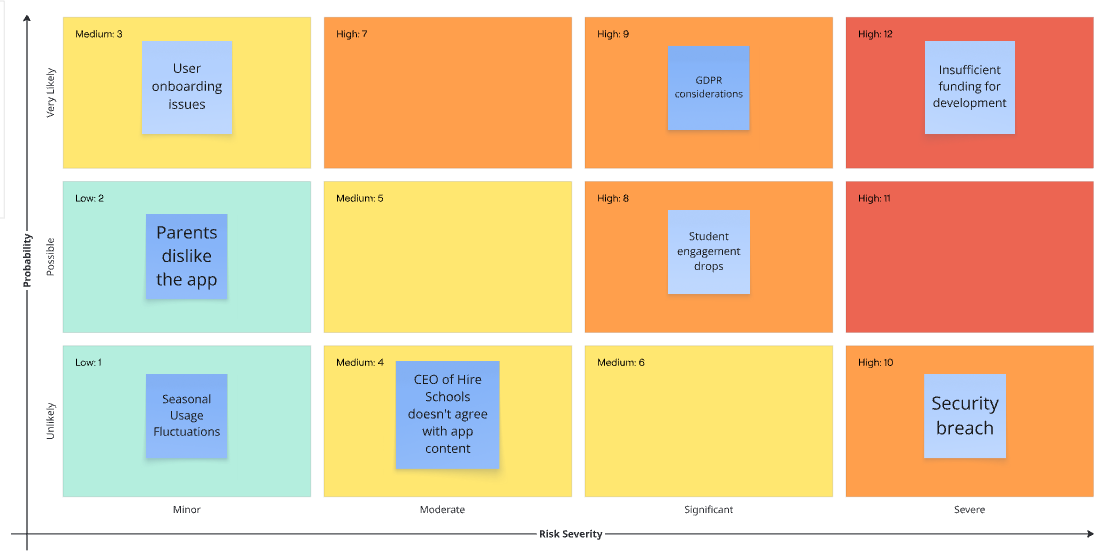 Medium: 3
User
onboarding
issues
High: 7
High: 9
GDPR
considerations
High: 12
Insufficient
funding for
development
Very Likely
Low: 2
Parents
dislike
the app
Medium: 5
High: 8
Student
engagement
drops
High: 11
Possible
Probability
Low: 1
Seasonal
Usage
Fluctuations
Medium: 4
CEO of Hire
Schools
doesn't agree
with app
content
Medium: 6
High: 10
Security
breach
Unlikely
Minor
Moderate
Significant
Severe
Risk Severity